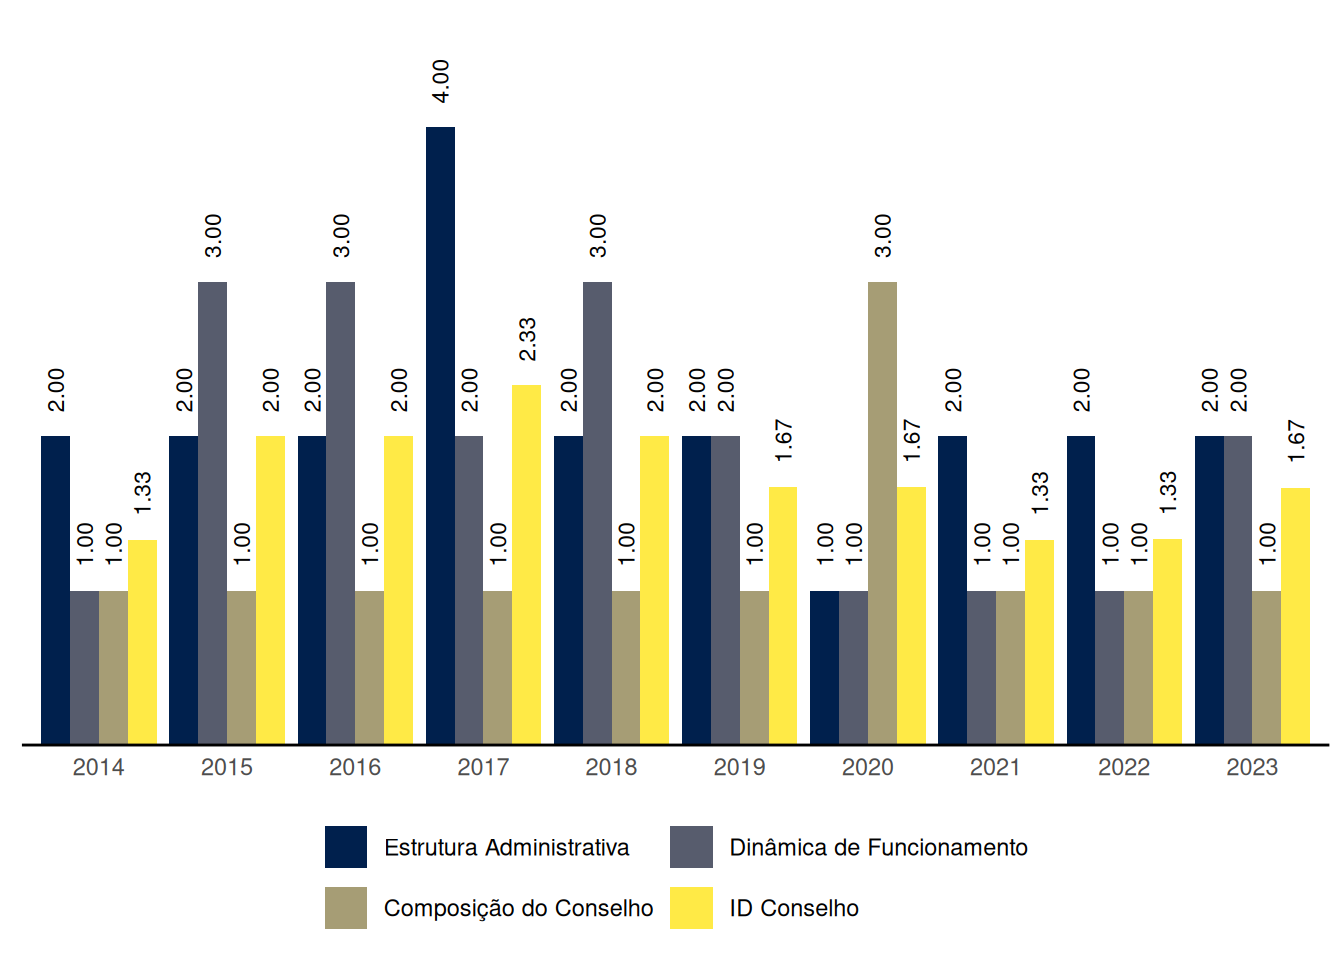 4.00
3.00 3.00 3.00 3.00
2.33
2.00 2.00 2.00 2.00 2.00 2.00 2.00 2.00 2.00 2.00 2.00 2.00 2.00 2.00
1.67 1.67 1.67
1.33 1.33 1.33
1.00 1.00 1.00 1.00 1.00 1.00 1.00 1.00 1.00 1.00 1.00 1.00 1.00 1.00 1.00
2014 2015 2016 2017 2018 2019 2020 2021 2022 2023
Estrutura Administrativa Dinâmica de Funcionamento
Composição do Conselho ID Conselho